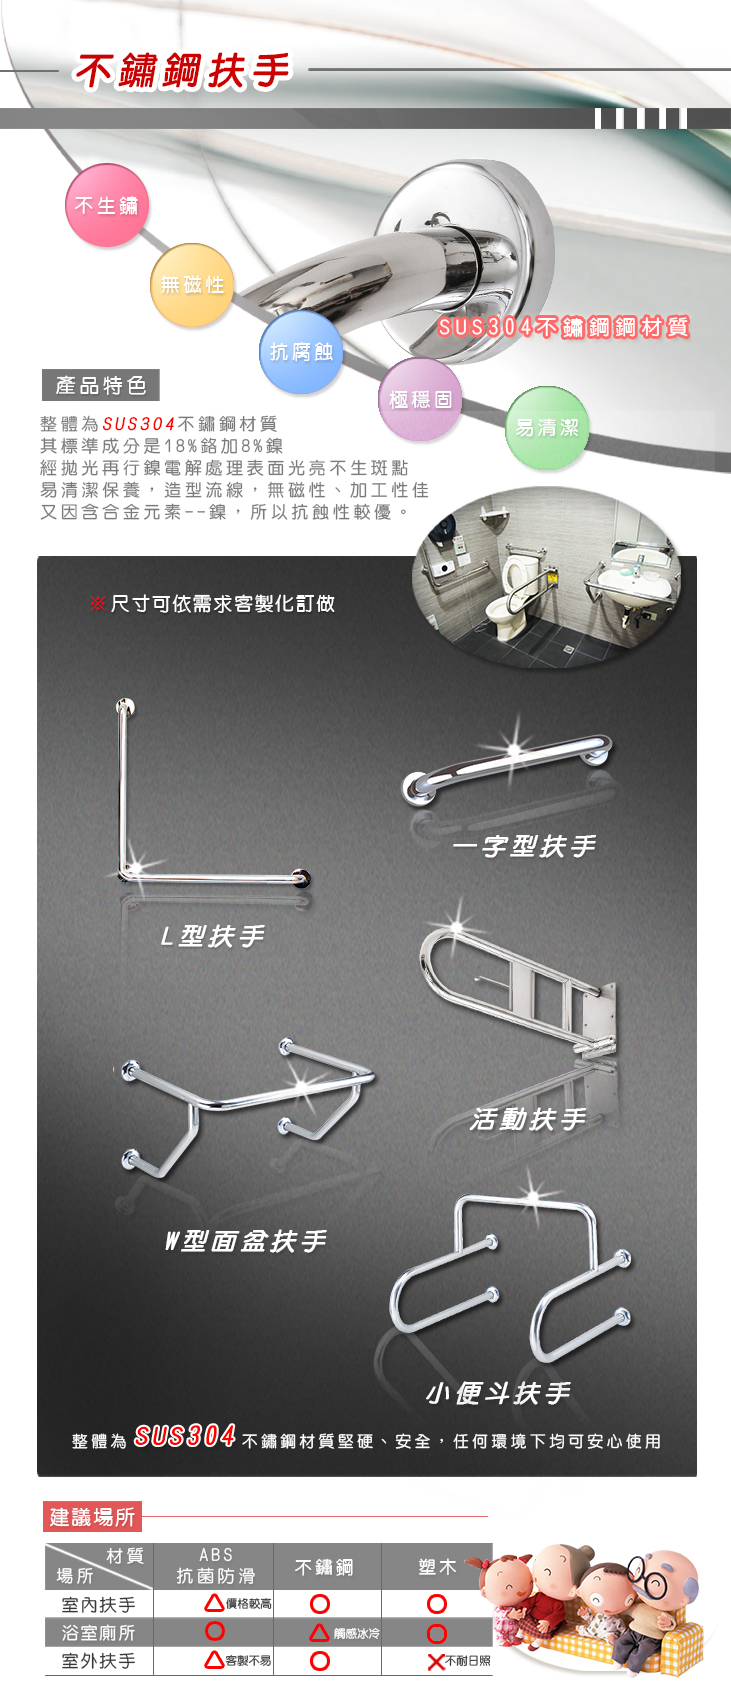 不鏽鋼扶手
不生鏽
無磁性
抗腐蝕
極穩固
易清潔
SUS304不鏽鋼鋼材質
產品特色
整體為SUS304不鏽鋼材質
其標準成分是18%鉻加8%鎳
經拋光再行鎳電解處理表面光亮不生斑點
易清潔保養，造型流線，無磁性、加工性佳
又因含合金元素--鎳，所以抗蝕性較優。
※尺寸可依需求客製化訂做
一字型扶手
L型扶手
活動扶手
W型面盆扶手
小便斗扶手
整體為 SUS304 不鏽鋼材質堅硬、安全，任何環境下均可安心使用
建議場所
材質 場所 ABS 抗菌防滑 不鏽鋼 塑木
室內扶手 △價格較高 ○ ○
浴室廁所 ○ △觸感冰冷 ○
室外扶手 △客製不易 ○ ✕不耐日照